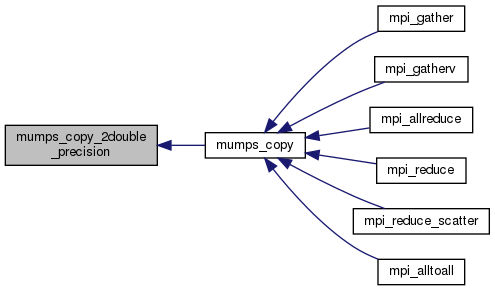 mpi_gather
mpi_gatherv
mpi_allreduce
mumps_copy_2double
_precision
mumps_copy
mpi_reduce
mpi_reduce_scatter
mpi_alltoall